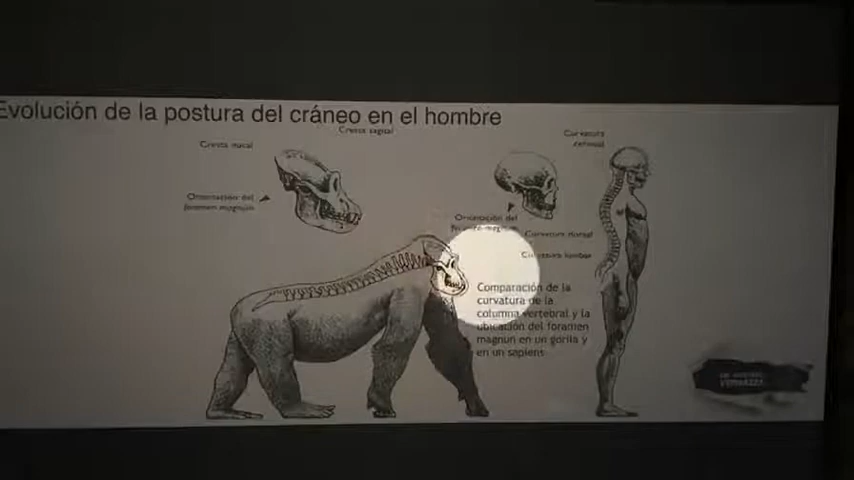 Evolución de la postura del cráneo en el hombre
Cresta sagital
Cresta nucal
Curvatura
cervical
Orientación del
foramen magnum
Orientación del
foramen magnum
Curvatura dorsal
Curvatura lumbar
Comparación de la
curvatura de la
columna vertebral y la
ubicación del foramen
magnun en un gorila y
en un sapiens